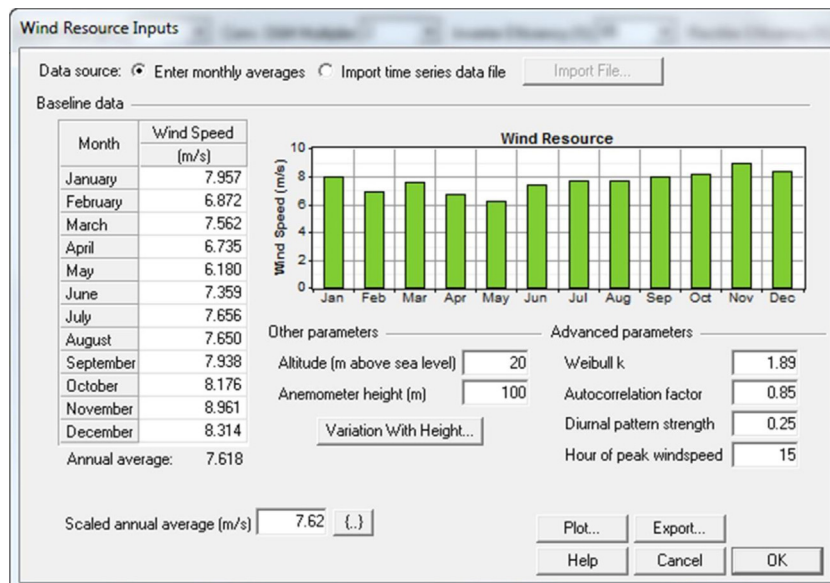 Wind Resource Inputs
Data source: Enter monthly averages Import time series data file Import File...
Baseline data
Month Wind Speed
(m/s)
January 7.957
February 6.872
March 7.562
April 6.735
May 6.180
June 7.359
July 7.656
August 7.650
September 7.938
October 8.176
November 8.961
December 8.314
Annual average: 7.618
Wind Resource
Wind Speed (m/s)
10
8
6
4
2
0
Jan Feb Mar Apr May Jun Jul Aug Sep Oct Nov Dec
Other parameters
Altitude (m above sea level) 20
Anemometer height (m) 100
Variation With Height...
Advanced parameters
Weibull k 1.89
Autocorrelation factor 0.85
Diurnal pattern strength 0.25
Hour of peak windspeed 15
Scaled annual average (m/s) 7.62 {..}
Plot... Export...
Help Cancel OK